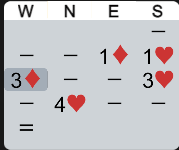 W N E S
–
– – 1♦ 1♥
3♦ – – 3♥
– 4♥ – –
=